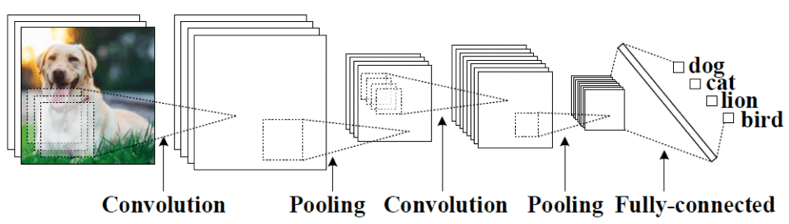 dog
cat
lion
bird
Convolution Pooling Convolution Pooling Fully-connected